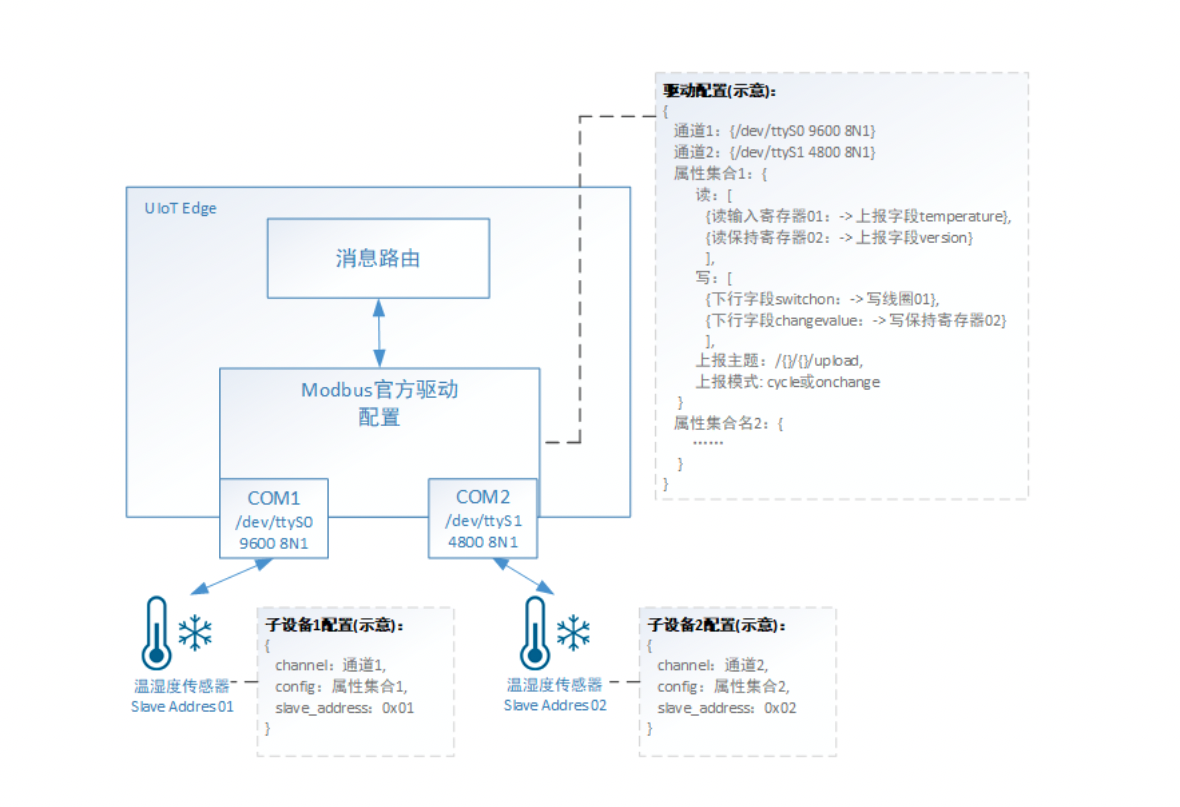 驱动配置(示意)：
{
通道1：{/dev/ttyS0 9600 8N1}
通道2：{/dev/ttyS1 4800 8N1}
属性集合1：{
读：[
{读输入寄存器01：-> 上报字段temperature},
{读保持寄存器02：-> 上报字段version}
],
写：[
{下行字段switchon：-> 写线圈01},
{下行字段changevalue：-> 写保持寄存器02}
],
上报主题：/{}/{}/upload,
上报模式: cycle或onchange
}
属性集合名2：{
……
}
}
UIoT Edge
消息路由
Modbus官方驱动
配置
COM1
/dev/ttyS0
9600 8N1
COM2
/dev/ttyS1
4800 8N1
温湿度传感器
Slave Addres01
子设备1配置(示意)：
{
channel：通道1,
config：属性集合1,
slave_address：0x01
}
温湿度传感器
Slave Addres02
子设备2配置(示意)：
{
channel：通道2,
config：属性集合2,
slave_address：0x02
}